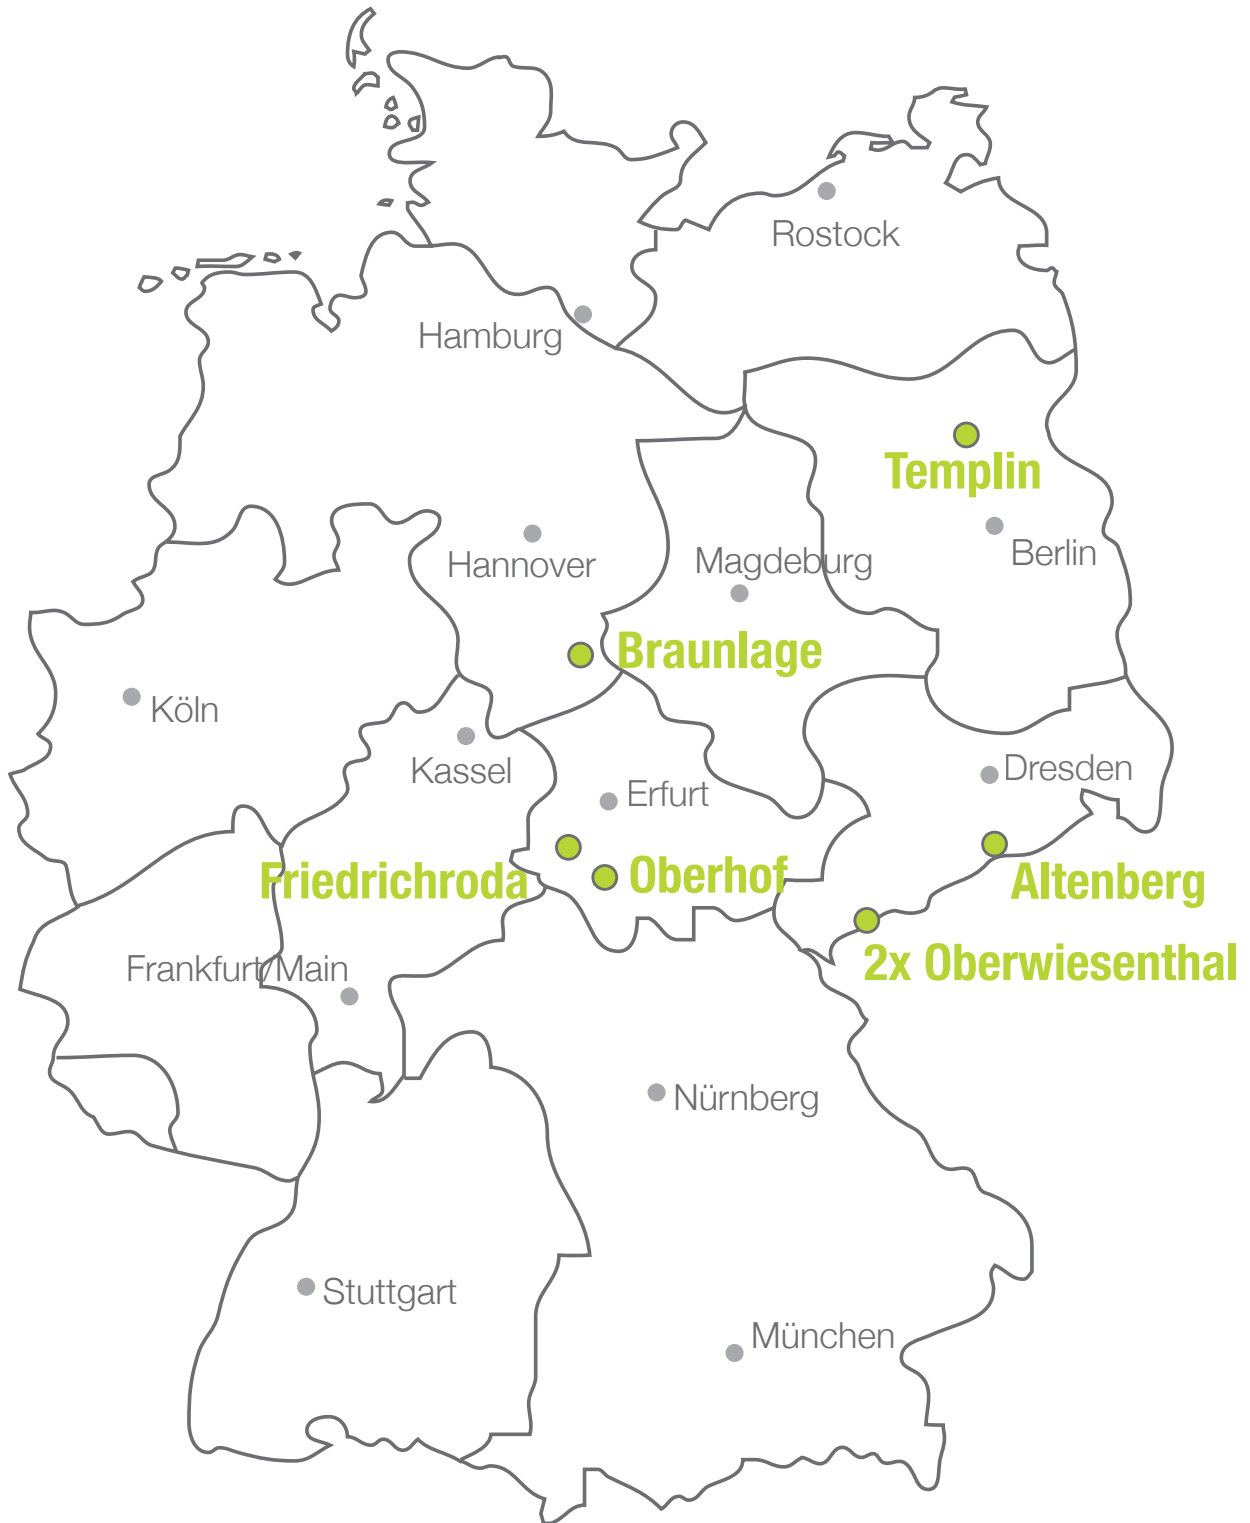 Rostock
Hamburg
Templin
Berlin
Hannover
Magdeburg
Braunlage
Köln
Kassel
Dresden
Erfurt
Friedrichroda
Oberhof
Altenberg
Frankfurt/Main
2x Oberwiesenthal
Nürnberg
Stuttgart
München